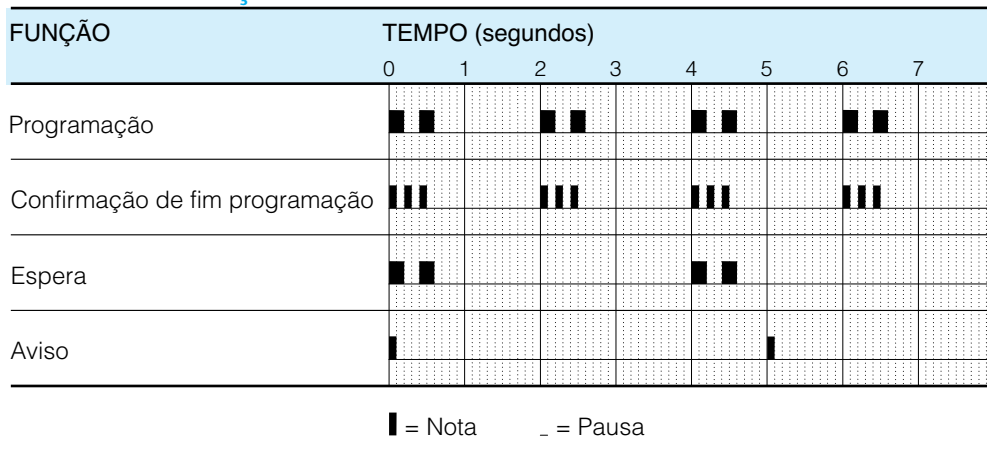 FUNÇÃO TEMPO (segundos)
0 1 2 3 4 5 6 7
Programação
Confirmação de fim programação
Espera
Aviso
= Nota _ = Pausa